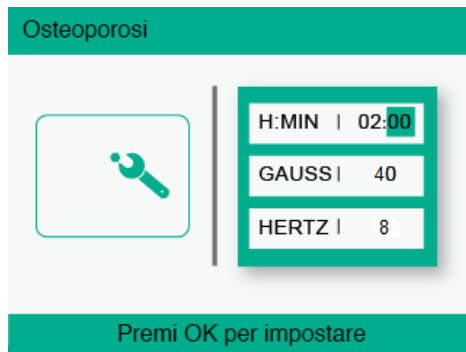 Osteoporosi
H:MIN | 02:00
GAUSS | 40
HERTZ | 8
Premi OK per impostare